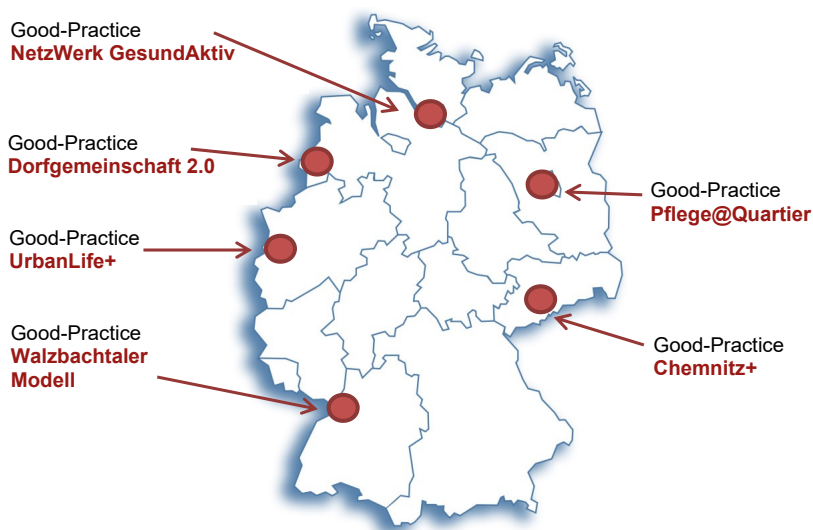 Good-Practice
NetzWerk GesundAktiv
Good-Practice
Dorfgemeinschaft 2.0
Good-Practice
Pflege@Quartier
Good-Practice
UrbanLife+
Good-Practice
Walzbachtaler
Modell
Good-Practice
Chemnitz+